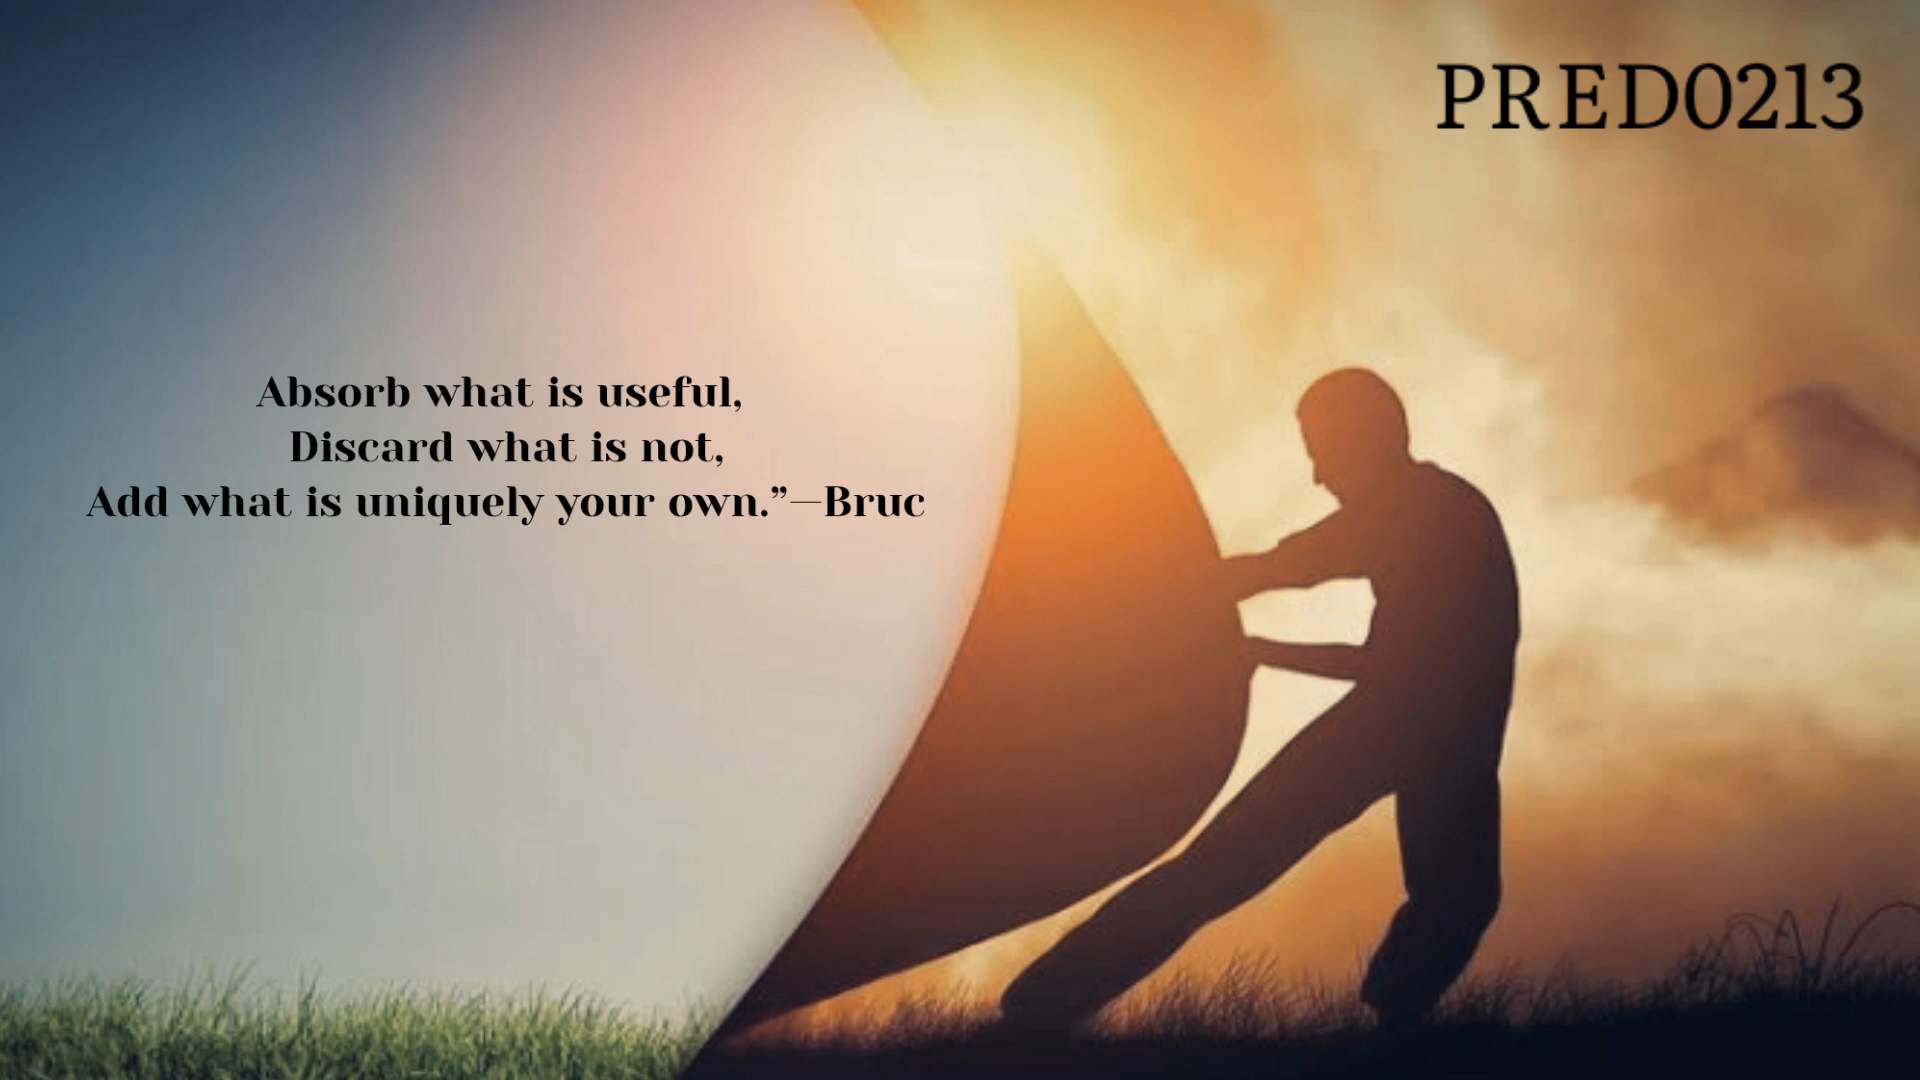 PRED0213
Absorb what is useful,
Discard what is not,
Add what is uniquely your own.”—Bruc